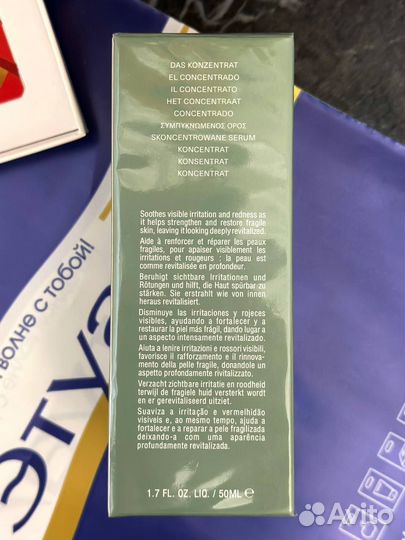 DAS KONZENTRAT
EL CONCENTRADO
IL CONCENTRATO
HET CONCENTRAAT
CONCENTRADO
ΣΥΜΠΥΚΝΩΜΕΝΟΣ ΟΡΟΣ
SKONCENTROWANE SERUM
KONCENTRAT
KONSENTRAT
KONCENTRAT
Soothes visible irritation and redness as
it helps strengthen and restore fragile
skin, leaving it looking deeply revitalized.
Aide à renforcer et réparer les peaux
fragiles, pour apaiser visiblement les
irritations et rougeurs : la peau est
comme revitalisée en profondeur.
Beruhigt sichtbare Irritationen und
Rötungen und hilft, die Haut spürbar zu
stärken. Sie erstrahlt wie von innen
heraus revitalisiert.
Disminuye las irritaciones y rojeces
visibles, ayudando a fortalecer y a
restaurar la piel más frágil, dando lugar a
un aspecto intensamente revitalizado.
Aiuta a lenire irritazioni e rossori visibili,
favorisce il rafforzamento e il rinnova-
mento della pelle fragile, donandole un
aspetto profondamente revitalizzato.
Verzacht zichtbare irritatie en roodheid
terwijl de fragiele huid versterkt wordt
en er gerevitaliseerd uitziet.
Suaviza a irritação e vermelhidão
visíveis e, ao mesmo tempo, ajuda a
fortalecer e a reparar a pele fragilizada
deixando-a com uma aparência
profundamente revitalizada.
1.7 FL. OZ. LIQ. / 50ML e
ВОЛНЕ С ТОБОЙ!
ЭТУА
Avito